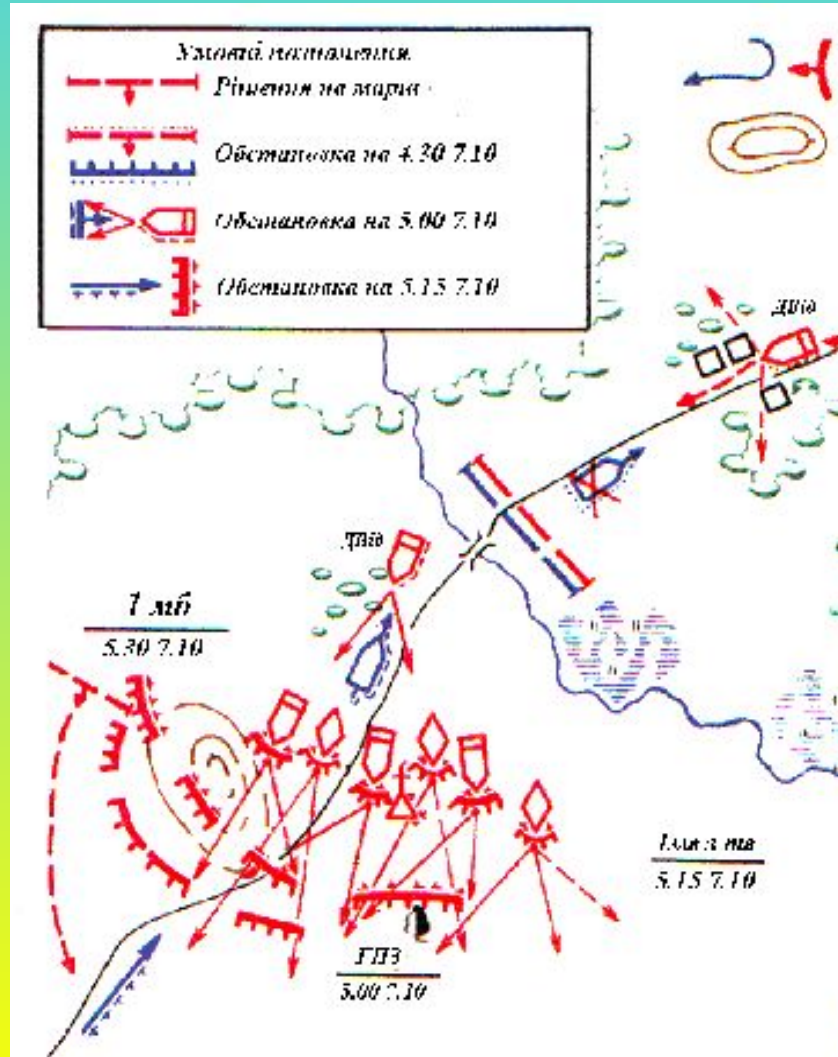 Умовні позначення
Рішення на марш
Обстановка на 4.30 7.10
Обстановка на 5.00 7.10
Обстановка на 5.15 7.10
ДПід
ДПід
1 мб
5.30 7.10
5.15 7.10
ГПЗ
5.00 7.10